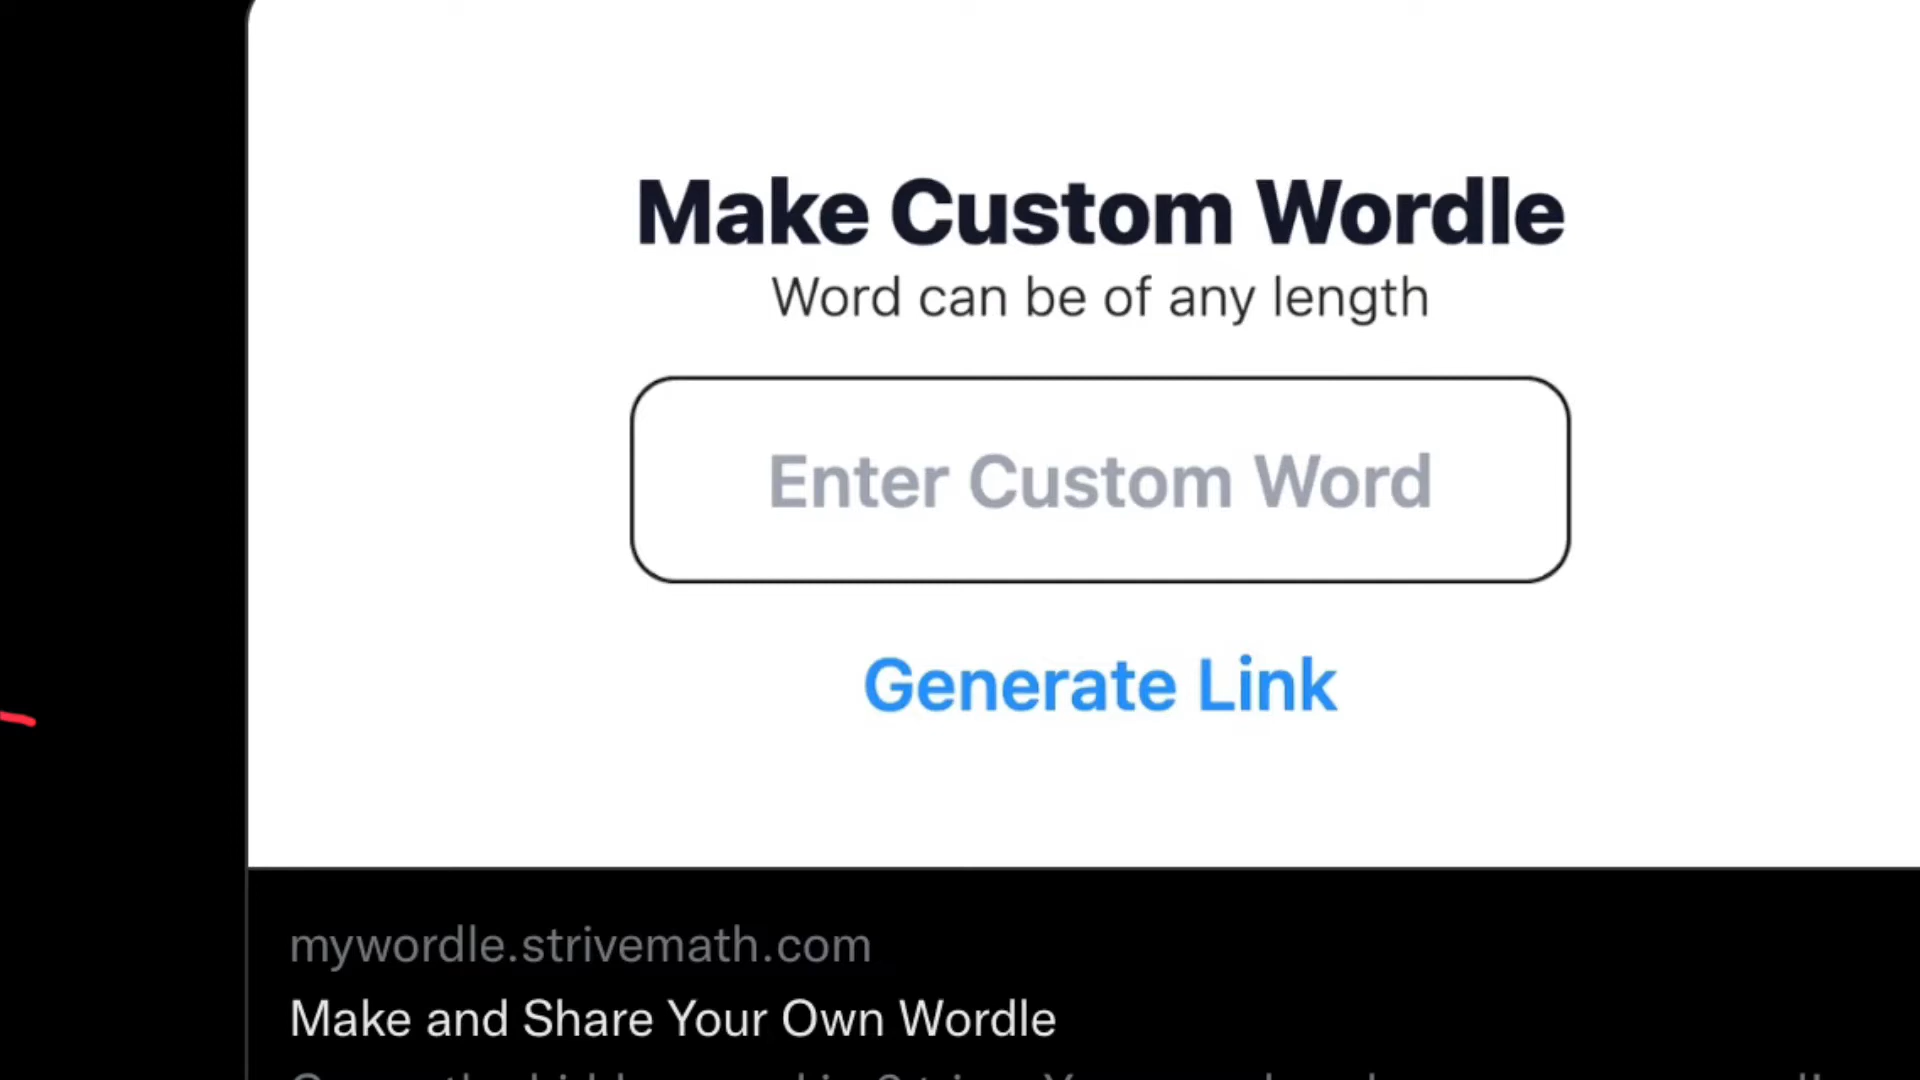 Make Custom Wordle
Word can be of any length
Enter Custom Word
Generate Link
mywordle.strivemath.com
Make and Share Your Own Wordle